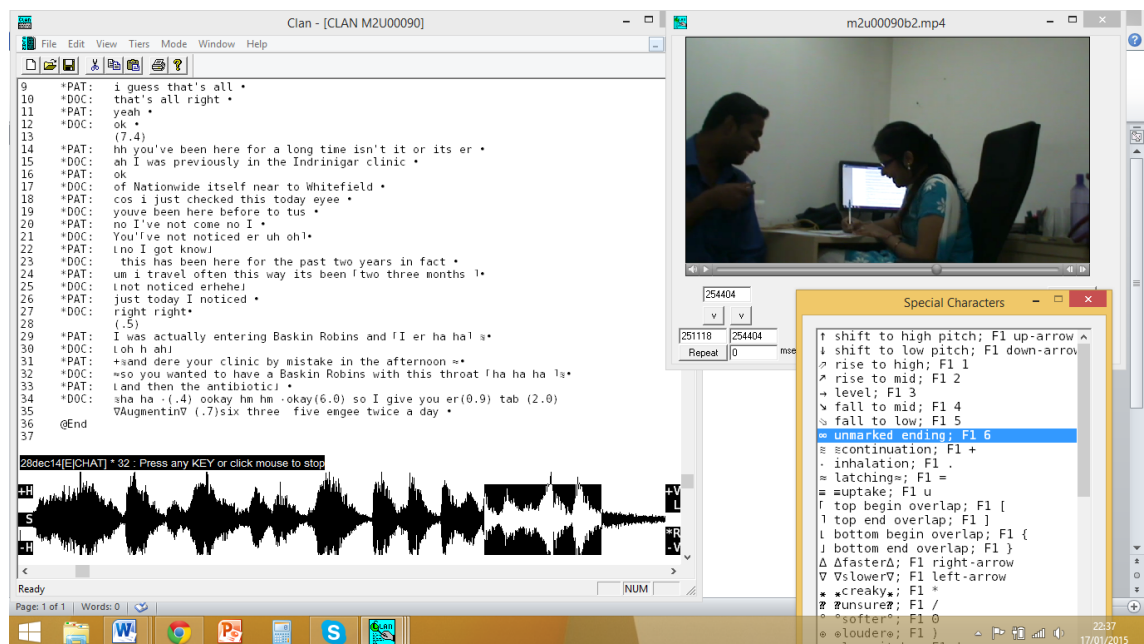 Clan - [CLAN M2U00090]
File Edit View Tiers Mode Window Help
9 *PAT: i guess that's all •
10 *DOC: that's all right •
11 *PAT: yeah •
12 *DOC: ok •
13 (7.4)
14 *PAT: hh you've been here for a long time isn't it or its er •
15 *DOC: ah I was previously in the Indrinigar clinic •
16 *PAT: ok
17 *DOC: of Nationwide itself near to Whitefield •
18 *PAT: cos i just checked this today eyee •
19 *DOC: youve been here before to tus •
20 *PAT: no I've not come no I •
21 *DOC: You'⌈ve not noticed er uh oh⌉•
22 *PAT: ⌊no I got know⌋
23 *DOC: this has been here for the past two years in fact •
24 *PAT: um i travel often this way its been ⌈two three months ⌉•
25 *DOC: ⌊not noticed erhehe⌋
26 *PAT: just today I noticed •
27 *DOC: right right•
28 (.5)
29 *PAT: I was actually entering Baskin Robins and ⌈I er ha ha⌉ ≋•
30 *DOC: ⌊oh h ah⌋
31 *PAT: +≋and dere your clinic by mistake in the afternoon ≈•
32 *DOC: ≈so you wanted to have a Baskin Robins with this throat ⌈ha ha ha ⌉≋•
33 *PAT: ⌊and then the antibiotic⌋ •
34 *DOC: ≋ha ha ∙(.4) ookay hm hm ∙okay(6.0) so I give you er(0.9) tab (2.0)
35 ∇Augmentin∇ (.7)six three five emgee twice a day •
36 @End
37
28dec14[E|CHAT] * 32 : Press any KEY or click mouse to stop
+H
S
-H
+V
L
*R
-V
Ready
NUM
Page: 1 of 1
Words: 0
m2u00090b2.mp4
254404
v v
251118 254404
Repeat 0 mse
Special Characters
↑ shift to high pitch; F1 up-arrow
↓ shift to low pitch; F1 down-arrow
⇗ rise to high; F1 1
↗ rise to mid; F1 2
→ level; F1 3
↘ fall to mid; F1 4
⇘ fall to low; F1 5
∞ unmarked ending; F1 6
≋ ≋continuation; F1 +
∙ inhalation; F1 .
≈ latching≈; F1 =
≡ ≡uptake; F1 u
⌈ top begin overlap; F1 [
⌉ top end overlap; F1 ]
⌊ bottom begin overlap; F1 {
⌋ bottom end overlap; F1 }
∆ ∆faster∆; F1 right-arrow
∇ ∇slower∇; F1 left-arrow
⁎ ⁎creaky⁎; F1 *
⁇ ⁇unsure⁇; F1 /
° °softer°; F1 0
◉ ◉louder◉; F1 )
22:37
17/01/2015